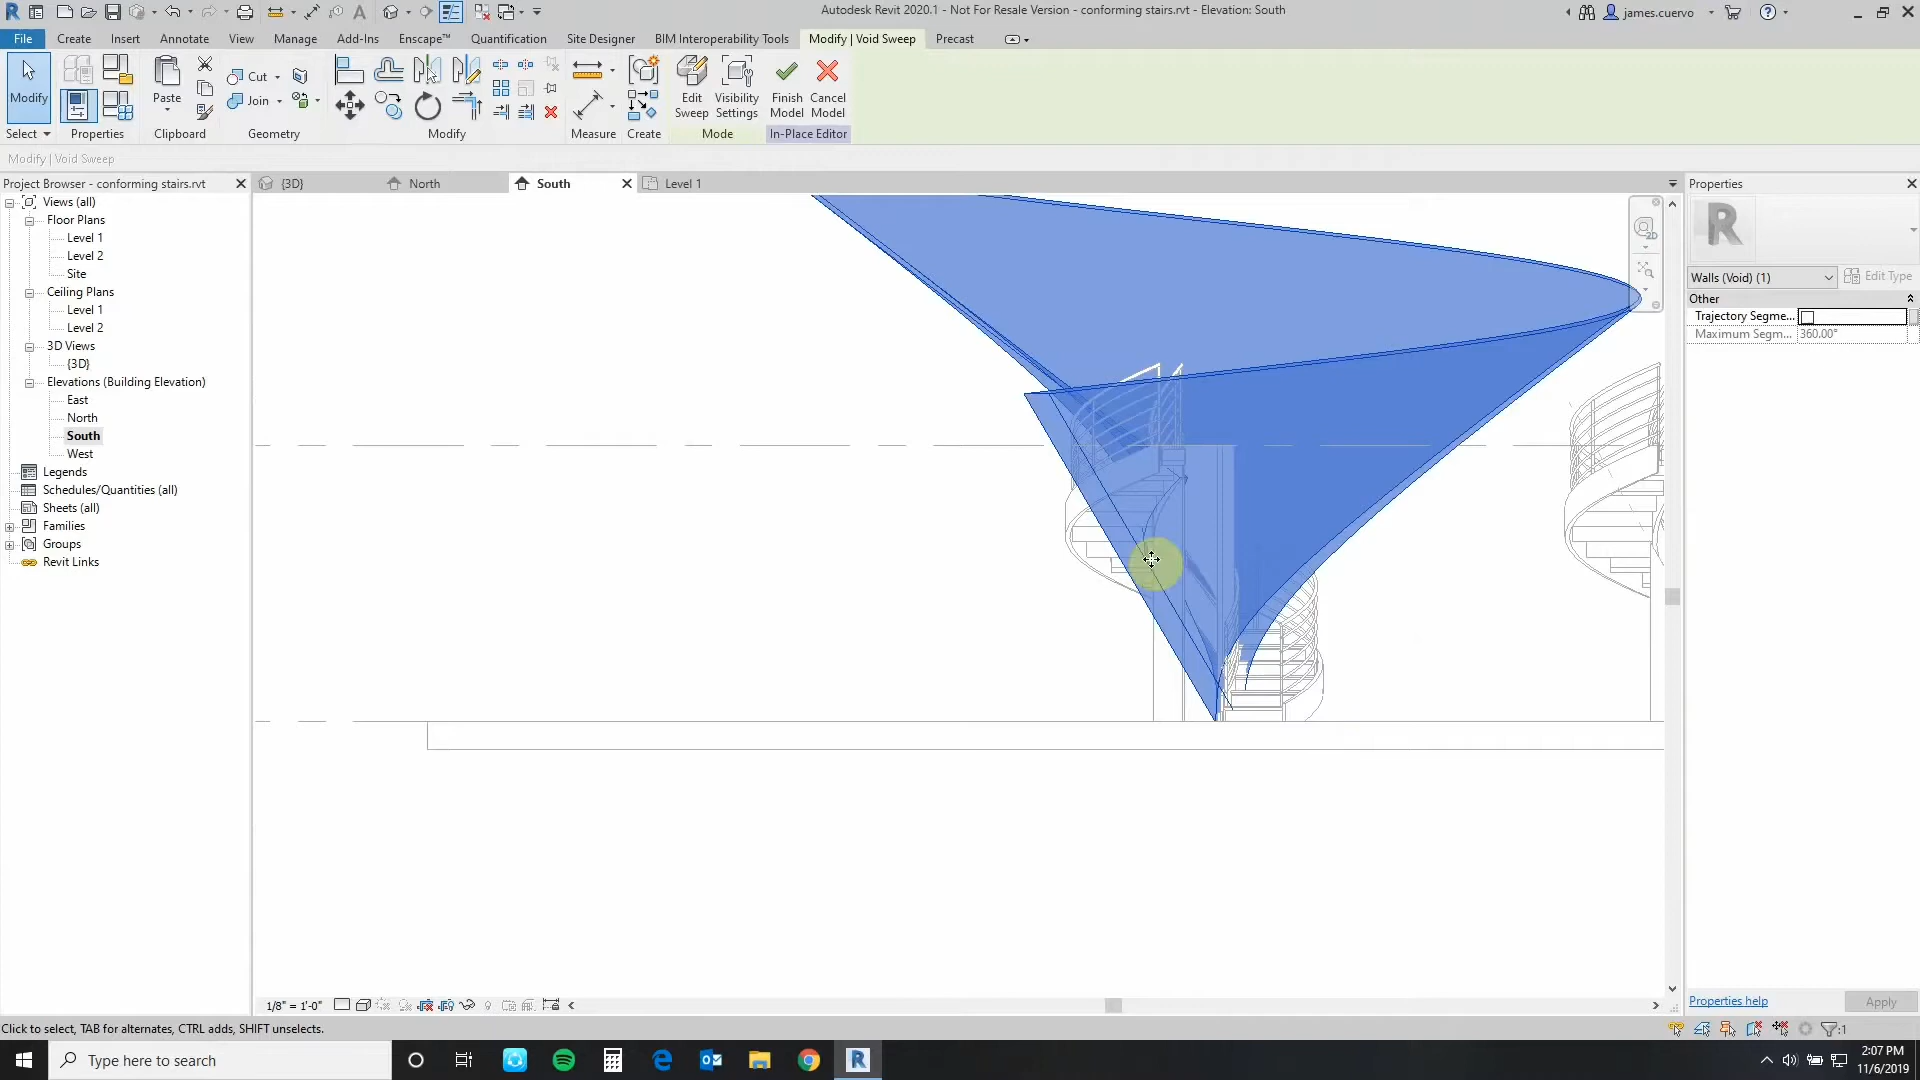 Autodesk Revit 2020.1 - Not For Resale Version - conforming stairs.rvt - Elevation: South
james.cuervo
File Create Insert Annotate View Manage Add-Ins Enscape™ Quantification Site Designer BIM Interoperability Tools Modify | Void Sweep Precast
Modify
Paste
Cut
Join
Edit Sweep
Visibility Settings
Finish Model
Cancel Model
Select Properties Clipboard Geometry Modify Measure Create Mode In-Place Editor
Modify | Void Sweep
Project Browser - conforming stairs.rvt
{3D} North South Level 1
Properties
Views (all)
Floor Plans
Level 1
Level 2
Site
Ceiling Plans
Level 1
Level 2
3D Views
{3D}
Elevations (Building Elevation)
East
North
South
West
Legends
Schedules/Quantities (all)
Sheets (all)
Families
Groups
Revit Links
2D
R
Walls (Void) (1) Edit Type
Other
Trajectory Segme...
Maximum Segm... 360.00°
Properties help Apply
1/8" = 1'-0"
Click to select, TAB for alternates, CTRL adds, SHIFT unselects.
:1
Type here to search
2:07 PM
11/6/2019